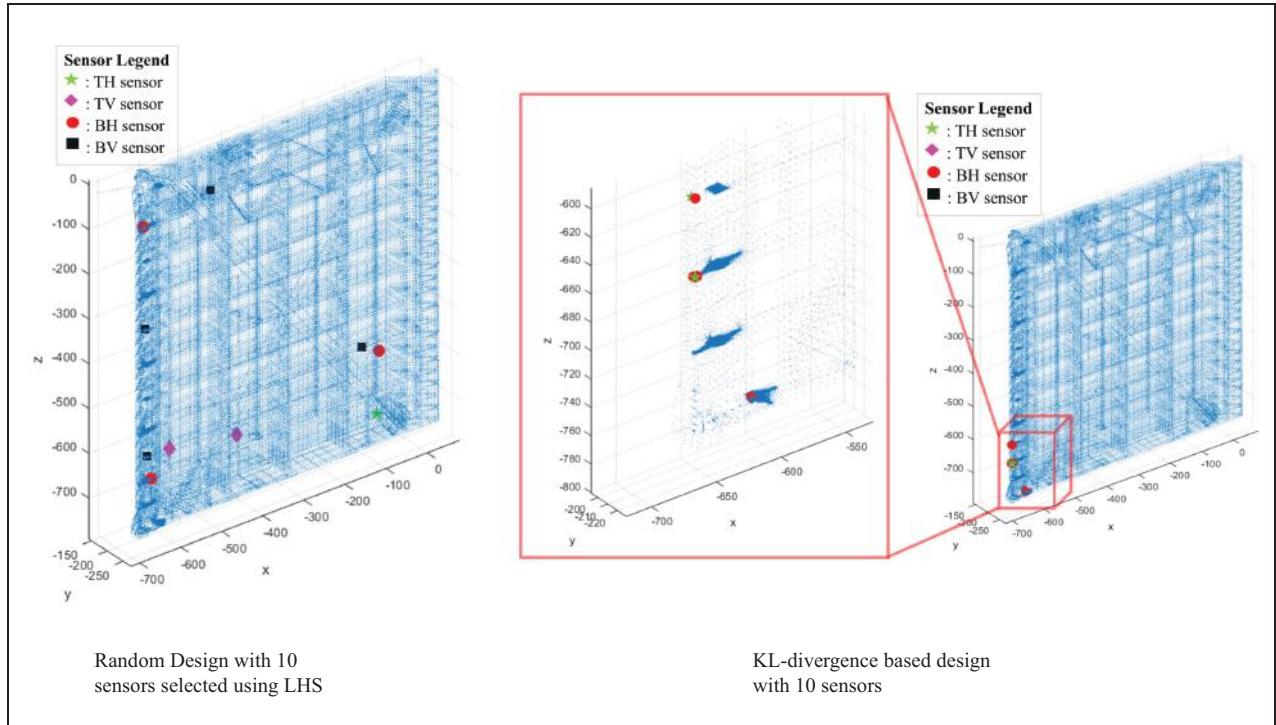 Sensor Legend
: TH sensor
: TV sensor
: BH sensor
: BV sensor
0
-100
-200
-300
-400
-500
-600
-700
z
-150
-200
-250
y
-700
-600
-500
-400
-300
-200
-100
0
x
-600
-620
-640
-660
-680
-700
-720
-740
-760
-780
-800
z
-200
-210
-220
y
-700
-650
-600
-550
x
Sensor Legend
: TH sensor
: TV sensor
: BH sensor
: BV sensor
0
-100
-200
-300
-400
-500
-600
-700
z
-150
-200
-250
y
-700
-600
-500
-400
-300
-200
-100
0
x
Random Design with 10
sensors selected using LHS
KL-divergence based design
with 10 sensors